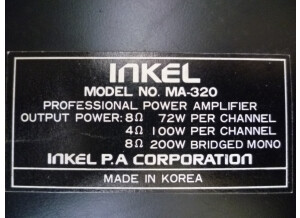 INKEL
MODEL NO. MA-320
PROFESSIONAL POWER AMPLIFIER
OUTPUT POWER: 8Ω 72W PER CHANNEL
4Ω 100W PER CHANNEL
8Ω 200W BRIDGED MONO
INKEL P.A CORPORATION
MADE IN KOREA